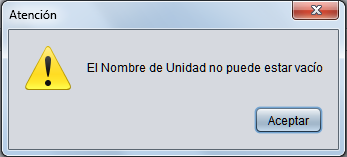 Atención
El Nombre de Unidad no puede estar vacío
Aceptar